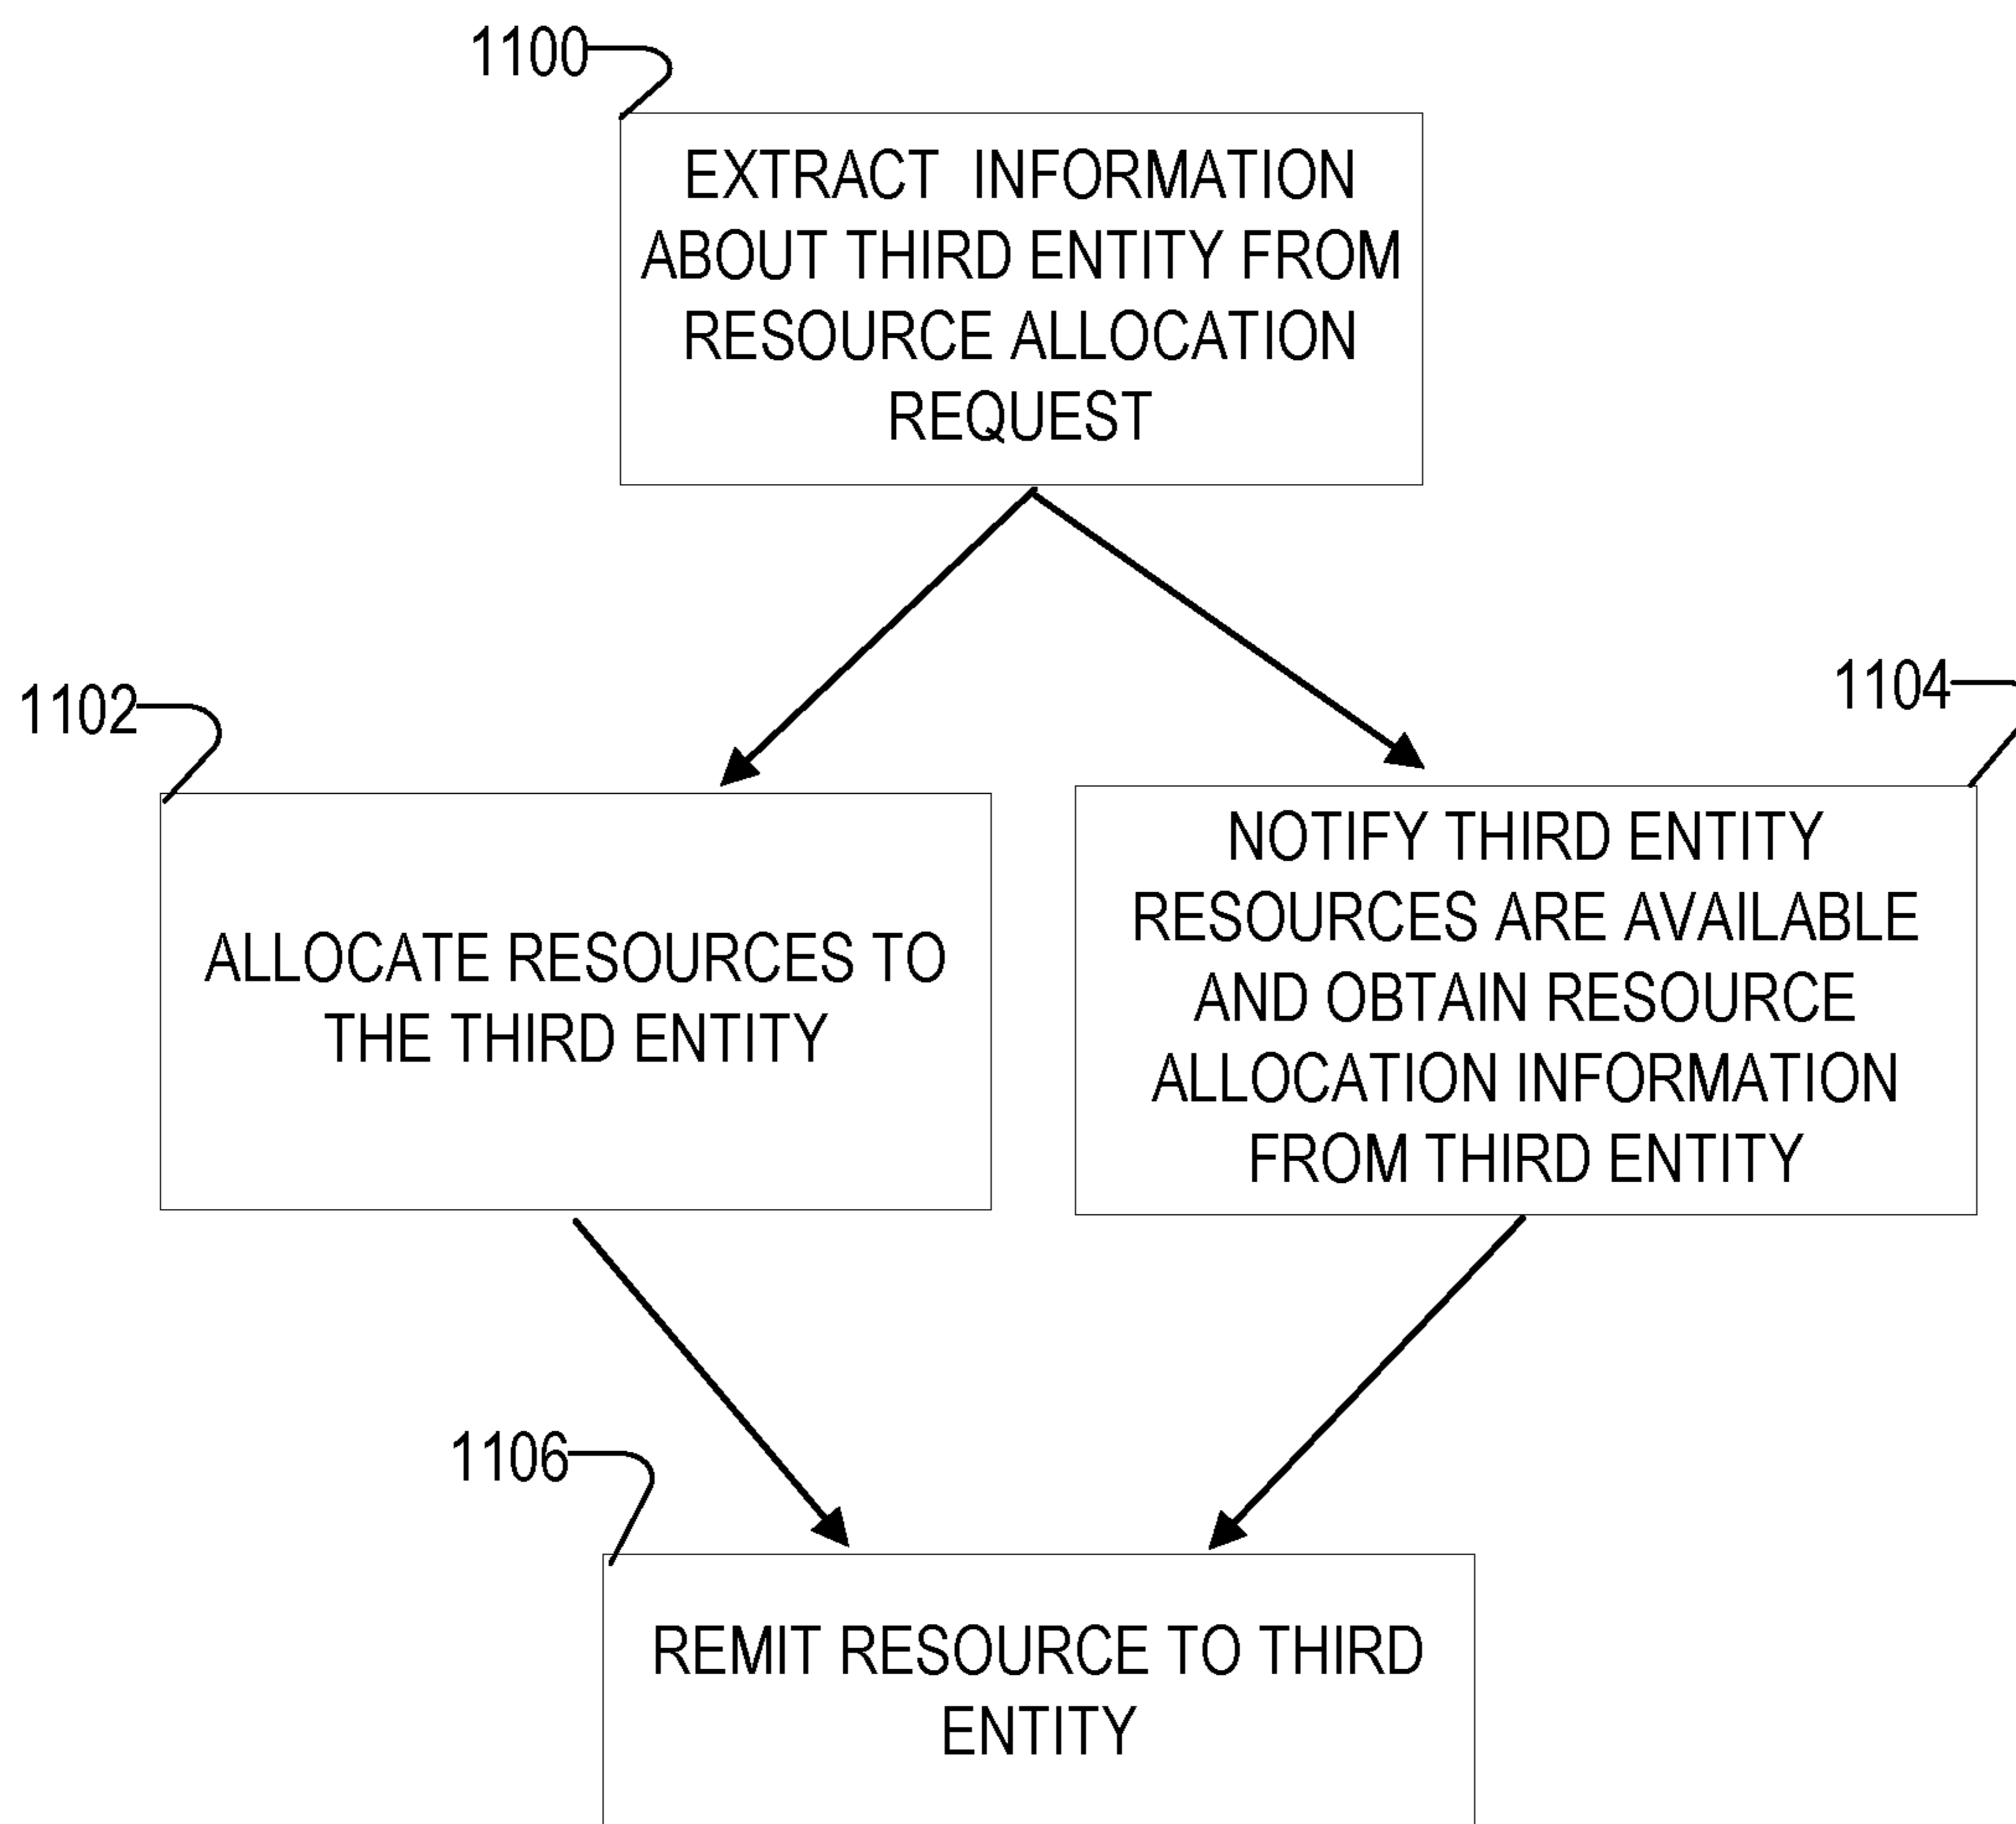 1100
EXTRACT INFORMATION
ABOUT THIRD ENTITY FROM
RESOURCE ALLOCATION
REQUEST
1102
ALLOCATE RESOURCES TO
THE THIRD ENTITY
1104
NOTIFY THIRD ENTITY
RESOURCES ARE AVAILABLE
AND OBTAIN RESOURCE
ALLOCATION INFORMATION
FROM THIRD ENTITY
1106
REMIT RESOURCE TO THIRD
ENTITY